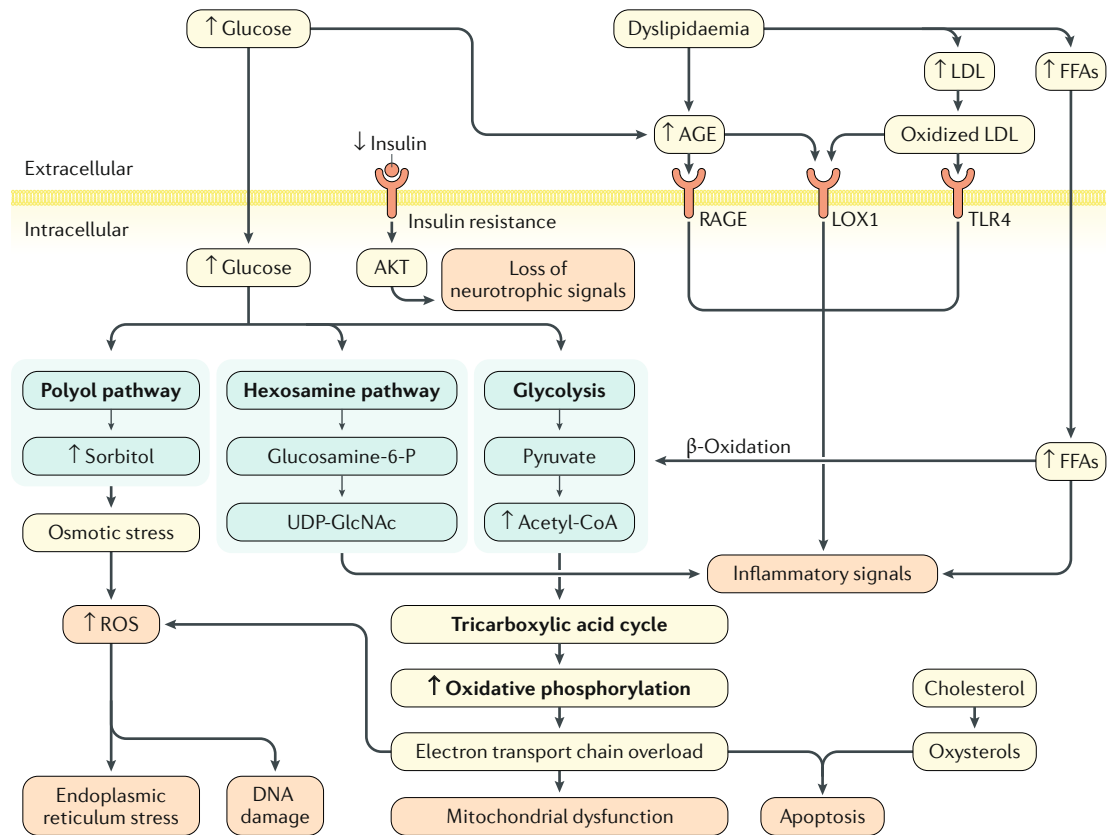 ↑ Glucose
Dyslipidaemia
↑ LDL
↑ FFAs
↑ AGE
Oxidized LDL
↓ Insulin
Extracellular
Intracellular
Insulin resistance
RAGE
LOX1
TLR4
↑ Glucose
AKT
Loss of
neurotrophic signals
Polyol pathway
Hexosamine pathway
Glycolysis
↑ Sorbitol
Glucosamine-6-P
Pyruvate
β-Oxidation
↑ FFAs
Osmotic stress
UDP-GlcNAc
↑ Acetyl-CoA
Inflammatory signals
↑ ROS
Tricarboxylic acid cycle
↑ Oxidative phosphorylation
Cholesterol
Electron transport chain overload
Oxysterols
Endoplasmic
reticulum stress
DNA
damage
Mitochondrial dysfunction
Apoptosis